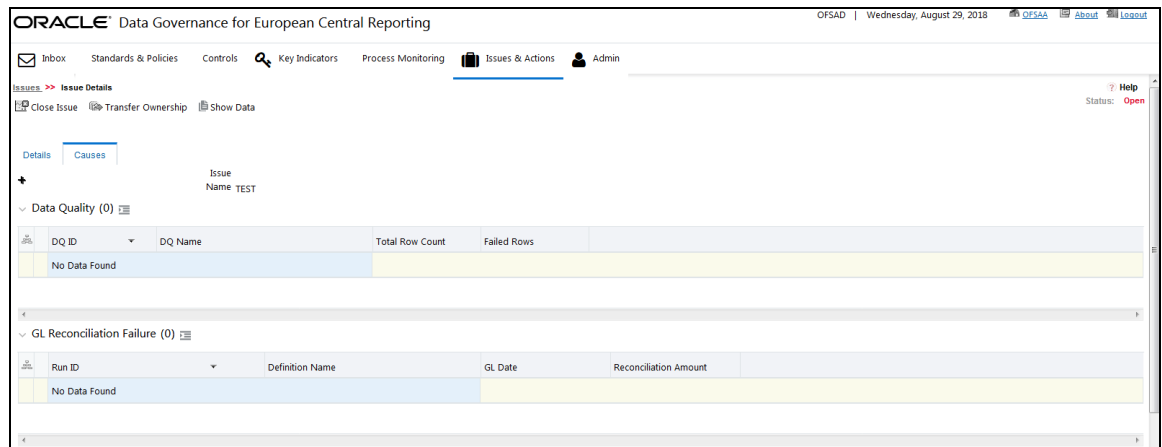 ORACLE® Data Governance for European Central Reporting
OFSAD | Wednesday, August 29, 2018 OFSAA About Logout
Inbox Standards & Policies Controls Key Indicators Process Monitoring Issues & Actions Admin
Issues >> Issue Details
? Help
Close Issue Transfer Ownership Show Data
Status: Open
Details Causes
Issue
Name TEST
Data Quality (0)
DQ ID DQ Name Total Row Count Failed Rows
No Data Found
GL Reconciliation Failure (0)
Run ID Definition Name GL Date Reconciliation Amount
No Data Found